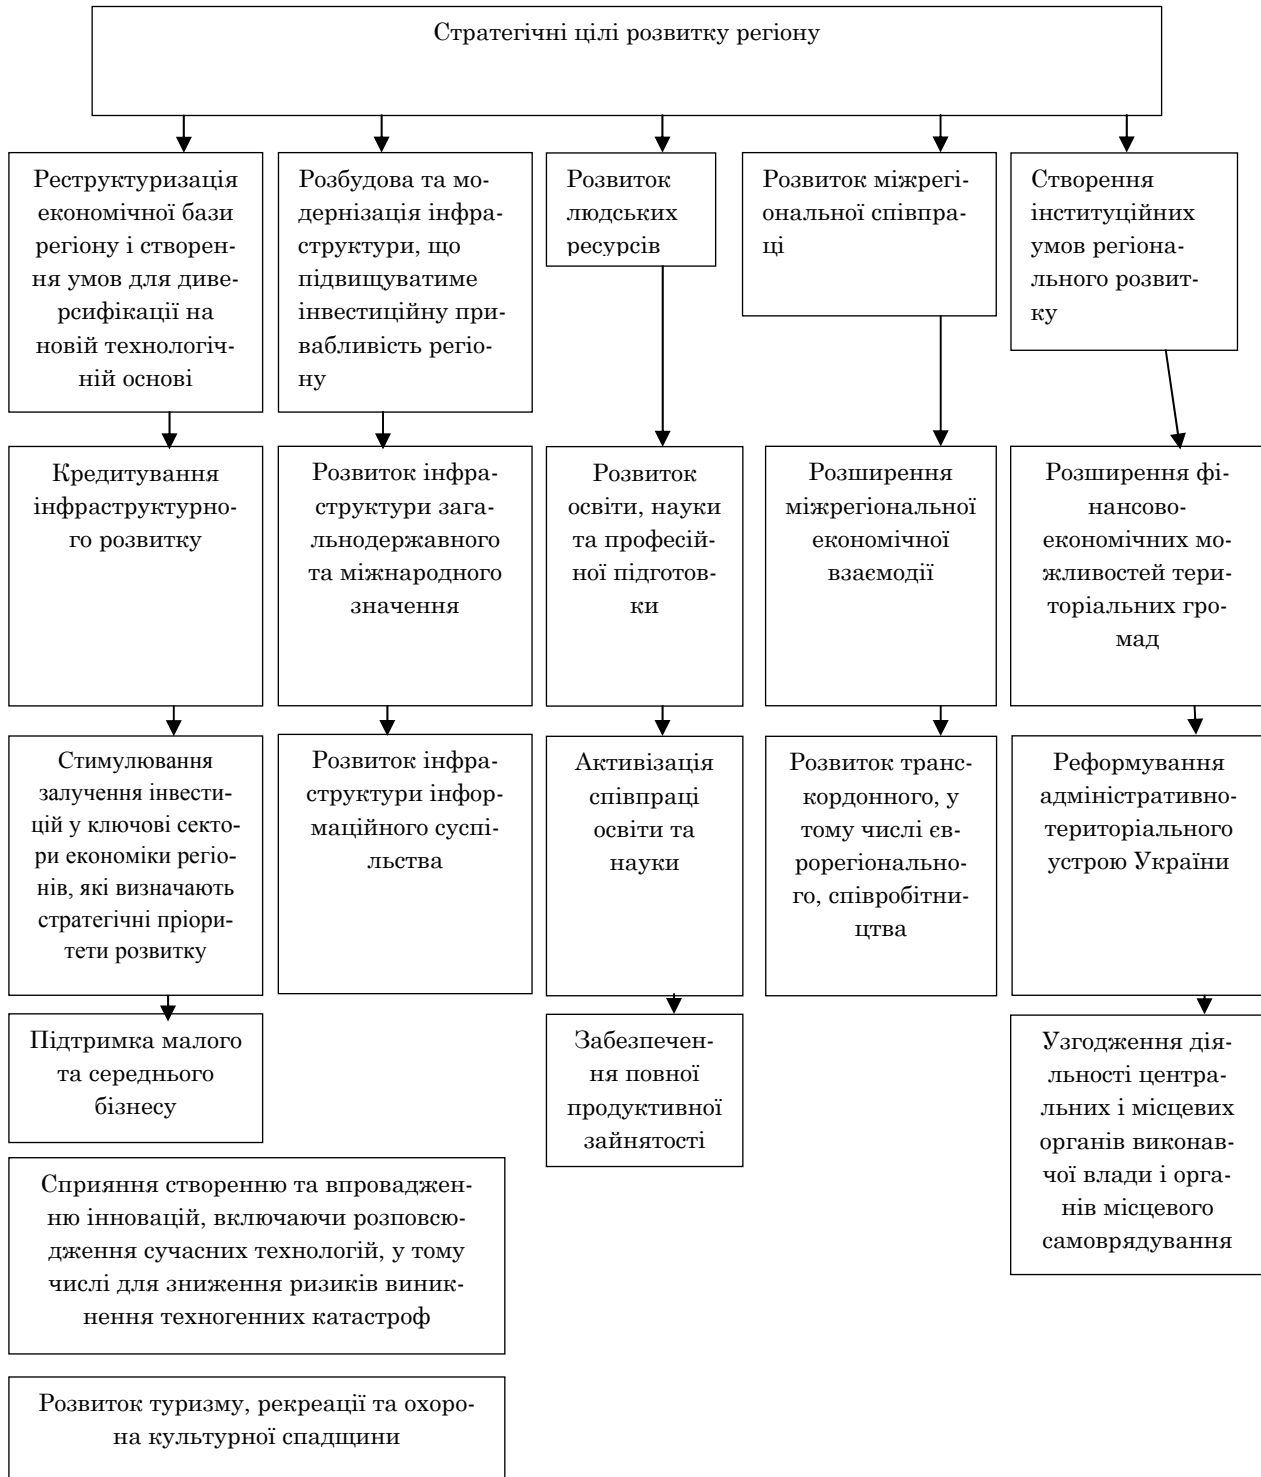 Стратегічні цілі розвитку регіону
Реструктуризація
економічної бази
регіону і створен-
ня умов для диве-
рсифікації на
новій технологіч-
ній основі
Розбудова та мо-
дернізація інфра-
структури, що
підвищуватиме
інвестиційну при-
вабливість регіо-
ну
Розвиток
людських
ресурсів
Розвиток міжрегі-
ональної співпра-
ці
Створення
інституційних
умов регіона-
льного розвит-
ку
Кредитування
інфраструктурно-
го розвитку
Розвиток інфра-
структури зага-
льнодержавного
та міжнародного
значення
Розвиток
освіти, науки
та професій-
ної підготов-
ки
Розширення
міжрегіональної
економічної
взаємодії
Розширення фі-
нансово-
економічних мо-
жливостей тери-
торіальних гро-
мад
Стимулювання
залучення інвести-
цій у ключові секто-
ри економіки регіо-
нів, які визначають
стратегічні пріори-
тети розвитку
Розвиток інфра-
структури інфор-
маційного суспі-
льства
Активізація
співпраці
освіти та
науки
Розвиток транс-
кордонного, у
тому числі єв-
рорегіонально-
го, співробітни-
цтва
Реформування
адміністративно-
територіального
устрою України
Підтримка малого
та середнього
бізнесу
Забезпечен-
ня повної
продуктивної
зайнятості
Узгодження дія-
льності центра-
льних і місцевих
органів виконав-
чої влади і орга-
нів місцевого
самоврядування
Сприяння створенню та впроваджен-
ню інновацій, включаючи розповсю-
дження сучасних технологій, у тому
числі для зниження ризиків виник-
нення техногенних катастроф
Розвиток туризму, рекреації та охоро-
на культурної спадщини